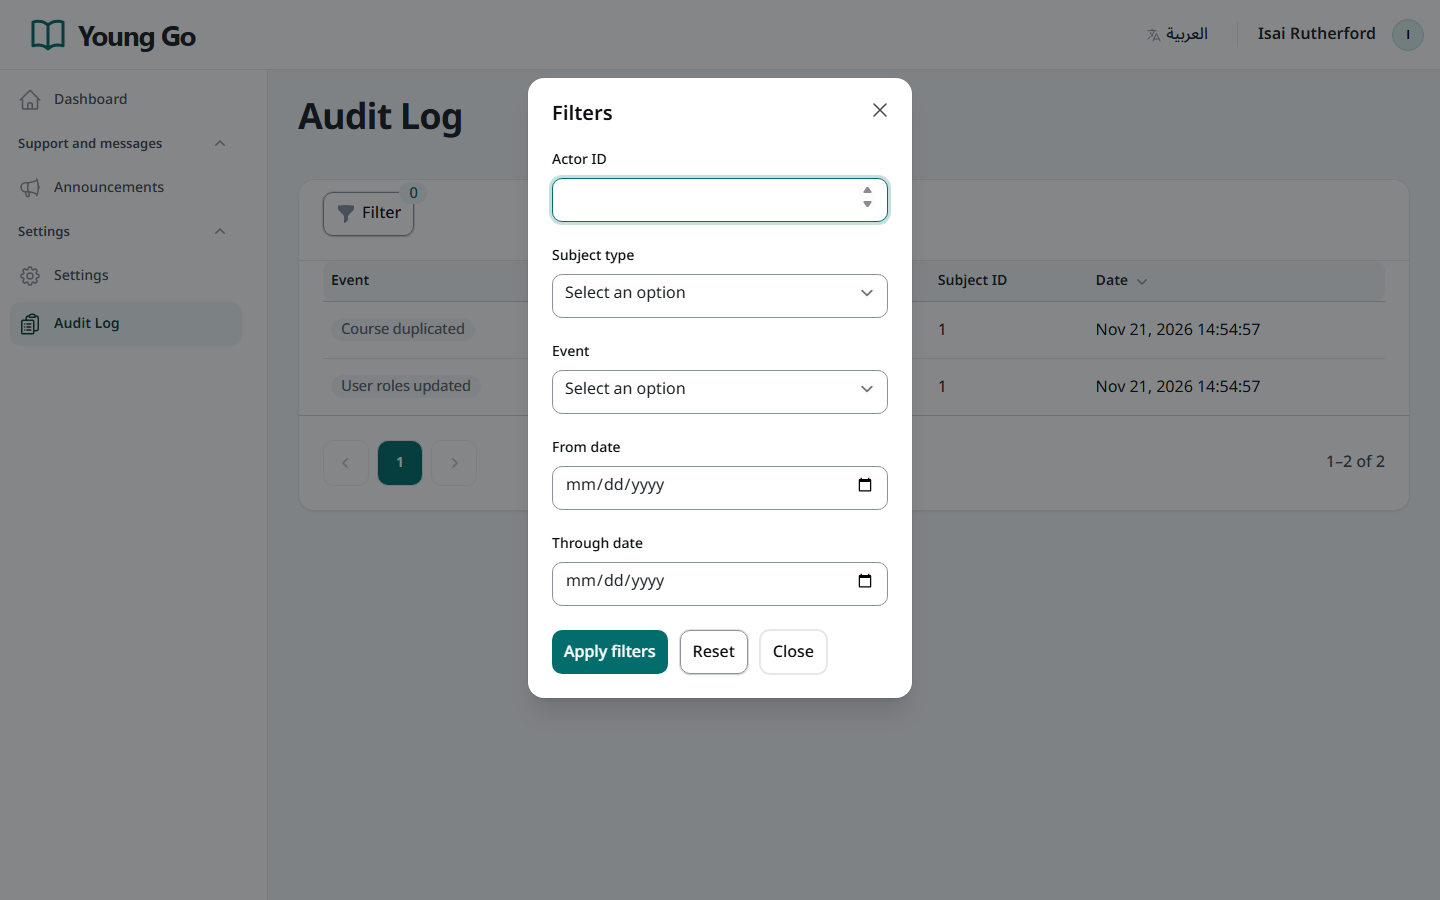 Young Go
العربية
Isai Rutherford
I
Dashboard
Support and messages
Announcements
Settings
Settings
Audit Log
Audit Log
Filter
0
Event
Subject ID
Date
Course duplicated
1
Nov 21, 2026 14:54:57
User roles updated
1
Nov 21, 2026 14:54:57
1
1–2 of 2
Filters
Actor ID
Subject type
Select an option
Event
Select an option
From date
mm/dd/yyyy
Through date
mm/dd/yyyy
Apply filters
Reset
Close